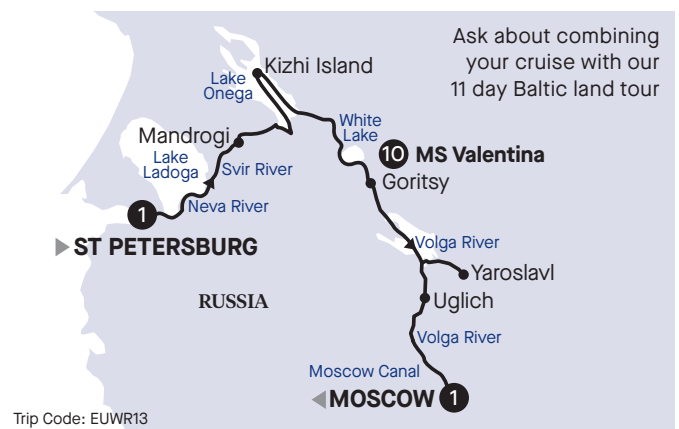 Ask about combining
your cruise with our
11 day Baltic land tour
Kizhi Island
Lake
Onega
White
Lake
Mandrogi
10 MS Valentina
Lake
Ladoga
Svir River
Goritsy
Neva River
1
ST PETERSBURG
Volga River
Yaroslavl
RUSSIA
Uglich
Volga River
Moscow Canal
MOSCOW 1
Trip Code: EUWR13